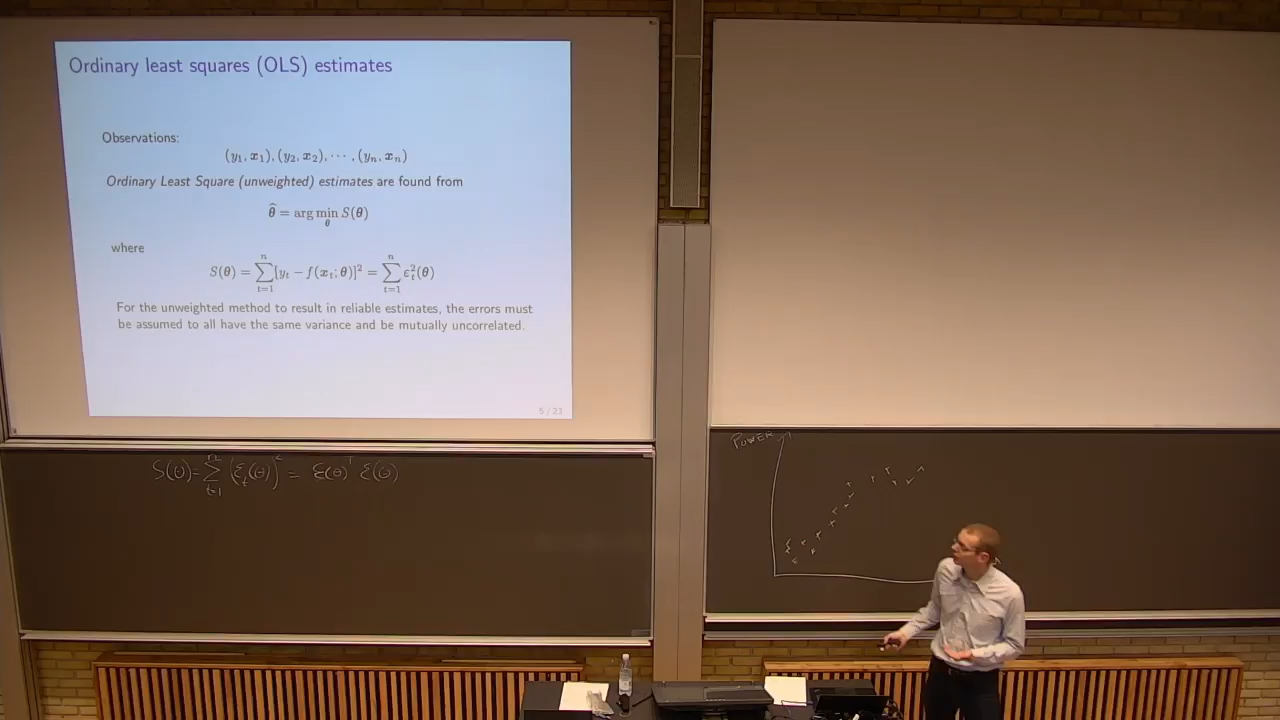 Ordinary least squares (OLS) estimates
Observations:
(y₁, x₁), (y₂, x₂), ⋯ , (yₙ, xₙ)
Ordinary Least Square (unweighted) estimates are found from
θ̂ = arg min_θ S(θ)
where
S(θ) = ∑_{t=1}^{n} [y_t − f(x_t; θ)]² = ∑_{t=1}^{n} ε_t²(θ)
For the unweighted method to result in reliable estimates, the errors must
be assumed to all have the same variance and be mutually uncorrelated.
5 / 23
S(θ) = ∑_{t=1}^{n} (ε_t(θ))² = ε(θ)ᵀ ε(θ)
POWER